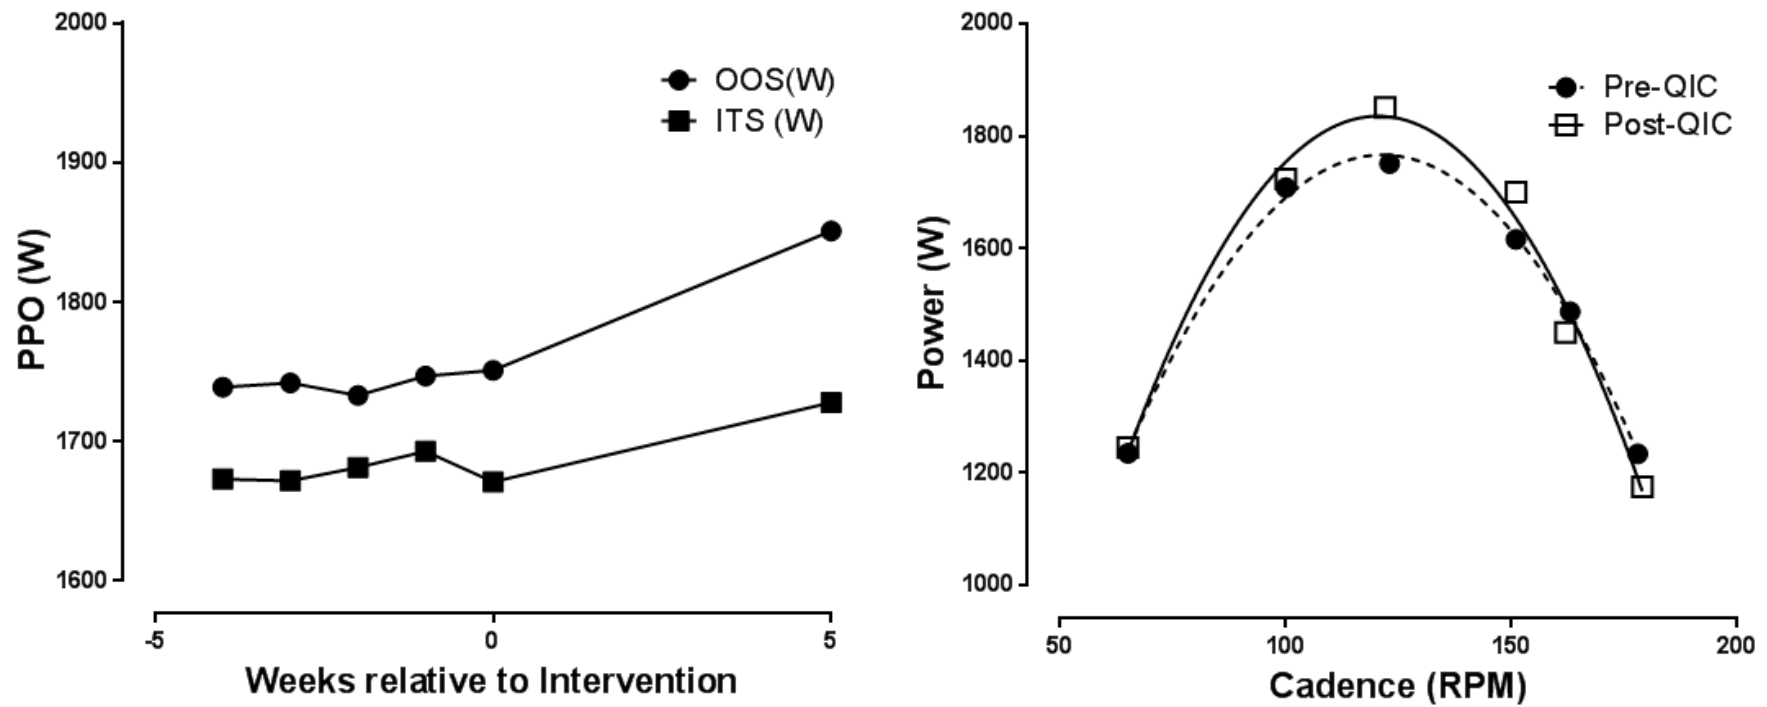 2000
1900
1800
1700
1600
PPO (W)
OOS(W)
ITS (W)
-5
0
5
Weeks relative to Intervention
2000
1800
1600
1400
1200
1000
Power (W)
Pre-QIC
Post-QIC
50
100
150
200
Cadence (RPM)